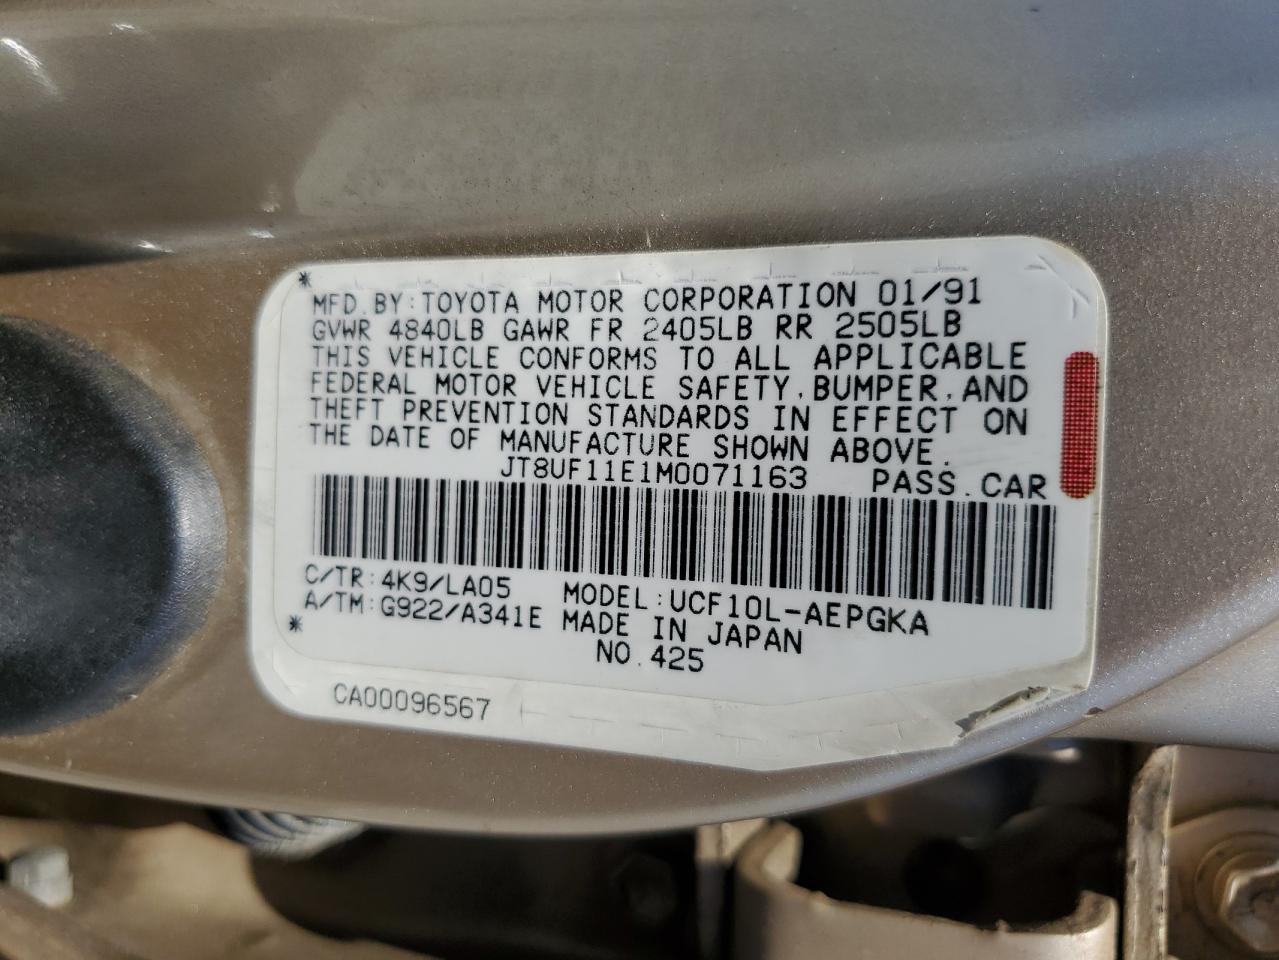 MFD.BY:TOYOTA MOTOR CORPORATION 01/91
GVWR 4840LB GAWR FR 2405LB RR 2505LB
THIS VEHICLE CONFORMS TO ALL APPLICABLE
FEDERAL MOTOR VEHICLE SAFETY,BUMPER,AND
THEFT PREVENTION STANDARDS IN EFFECT ON
THE DATE OF MANUFACTURE SHOWN ABOVE.
JT8UF11E1M0071163 PASS.CAR
C/TR:4K9/LA05 MODEL:UCF10L-AEPGKA
A/TM:G922/A341E MADE IN JAPAN
NO.425
CA00096567